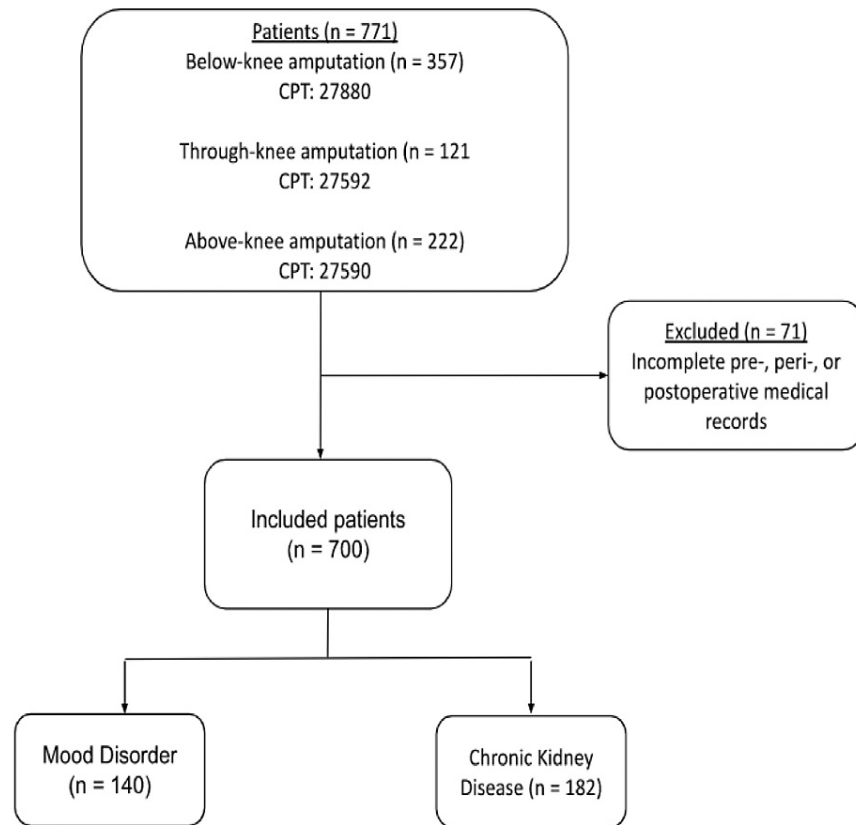 Patients (n = 771)
Below-knee amputation (n = 357)
CPT: 27880
Through-knee amputation (n = 121
CPT: 27592
Above-knee amputation (n = 222)
CPT: 27590
Excluded (n = 71)
Incomplete pre-, peri-, or
postoperative medical
records
Included patients
(n = 700)
Mood Disorder
(n = 140)
Chronic Kidney
Disease (n = 182)